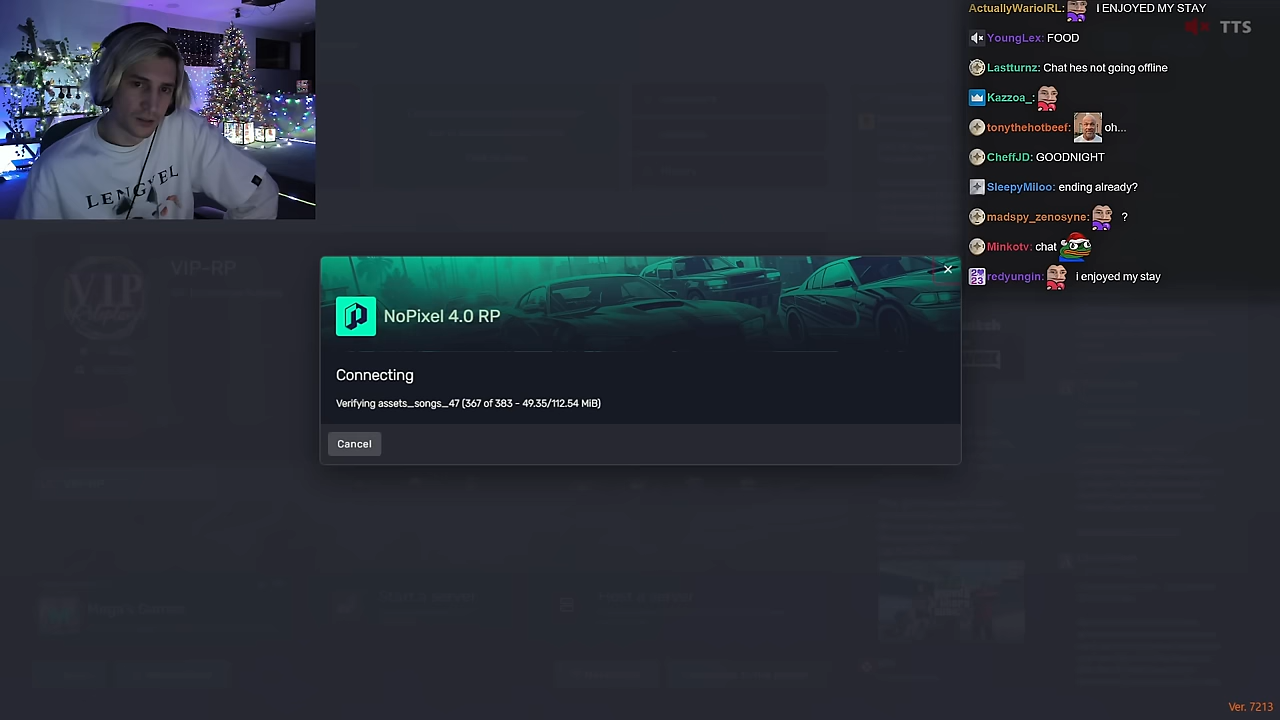 ActuallyWarioIRL: I ENJOYED MY STAY
TTS
YoungLex: FOOD
Lastturnz: Chat hes not going offline
Kazzoa_:
tonythehotbeef: oh...
CheffJD: GOODNIGHT
SleepyMiloo: ending already?
madspy_zenosyne: ?
Minkotv: chat
redyungin: i enjoyed my stay
LENGYEL
VIP-RP
NoPixel 4.0 RP
Connecting
Verifying assets_songs_47 (367 of 383 - 49.35/112.54 MiB)
Cancel
Ver. 7213